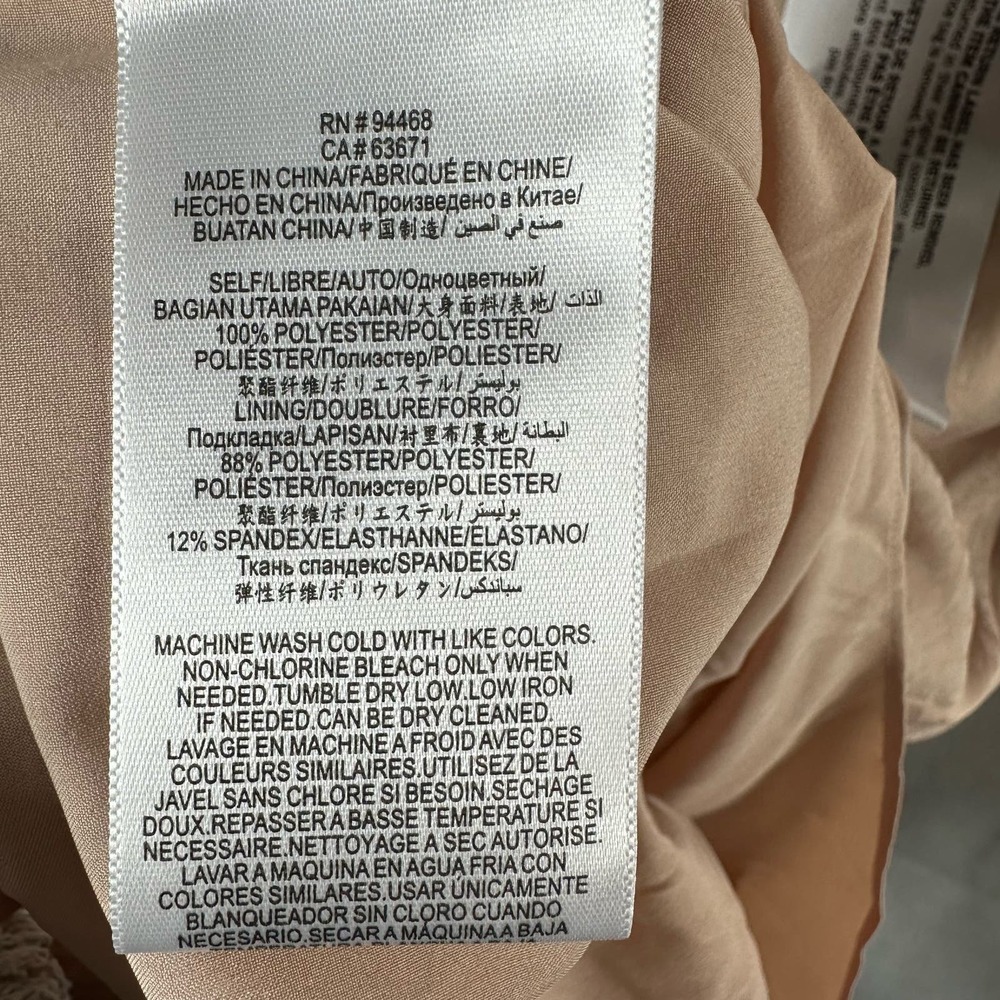 RN#94468
CA#63671
MADE IN CHINA/FABRIQUÉ EN CHINE/
HECHO EN CHINA/Произведено в Китае/
BUATAN CHINA/中国制造/ صنع في الصين
SELF/LIBRE/AUTO/Одноцветный/
BAGIAN UTAMA PAKAIAN/大身面料/表地/ الذات
100% POLYESTER/POLYESTER/
POLIESTER/Полиэстер/POLIESTER/
聚酯纤维/ポリエステル/ بوليستر
LINING/DOUBLURE/FORRO/
Подкладка/LAPISAN/衬里布/裏地/ البطانة
88% POLYESTER/POLYESTER/
POLIESTER/Полиэстер/POLIESTER/
聚酯纤维/ポリエステル/ بوليستر
12% SPANDEX/ELASTHANNE/ELASTANO/
Ткань спандекс/SPANDEKS/
弹性纤维/ポリウレタン/سباندكس
MACHINE WASH COLD WITH LIKE COLORS.
NON-CHLORINE BLEACH ONLY WHEN
NEEDED.TUMBLE DRY LOW.LOW IRON
IF NEEDED.CAN BE DRY CLEANED.
LAVAGE EN MACHINE A FROID AVEC DES
COULEURS SIMILAIRES.UTILISEZ DE LA
JAVEL SANS CHLORE SI BESOIN.SECHAGE
DOUX.REPASSER A BASSE TEMPERATURE SI
NECESSAIRE.NETTOYAGE A SEC AUTORISE.
LAVAR A MAQUINA EN AGUA FRIA CON
COLORES SIMILARES.USAR ÚNICAMENTE
BLANQUEADOR SIN CLORO CUANDO
NECESARIO.SECAR A MÁQUINA A BAJA